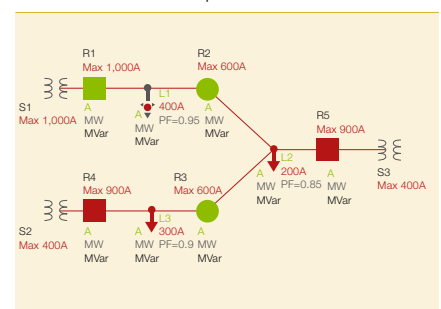 R1
Max 1,000A
R2
Max 600A
L1
400A
PF=0.95
S1
Max 1,000A
A
MW
MVar
A
MW
MVar
A
MW
MVar
R5
Max 900A
R4
Max 900A
R3
Max 600A
L2
200A
PF=0.85
S3
Max 400A
A
MW
MVar
A
MW
MVar
S2
Max 400A
A
MW
MVar
L3
300A
PF=0.9
A
MW
MVar
A
MW
MVar